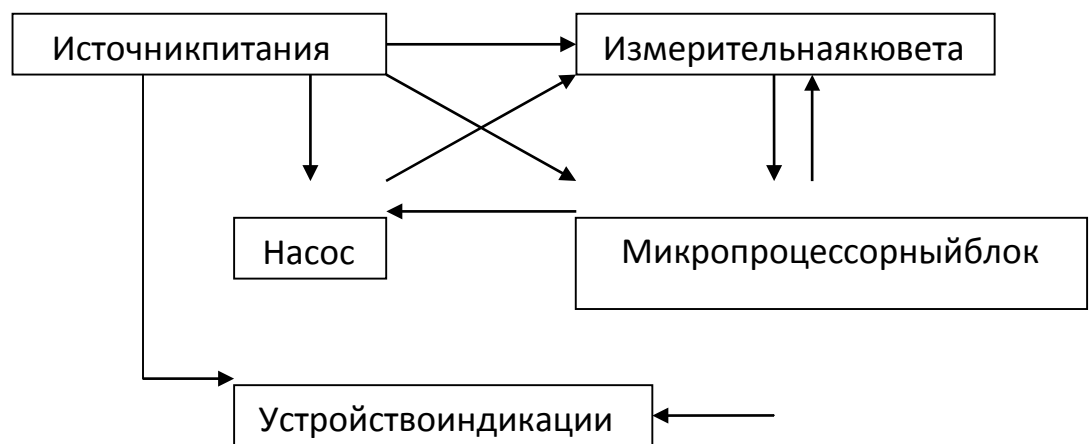 Источникпитания
Измерительнаякювета
Насос
Микропроцессорныйблок
Устройствоиндикации